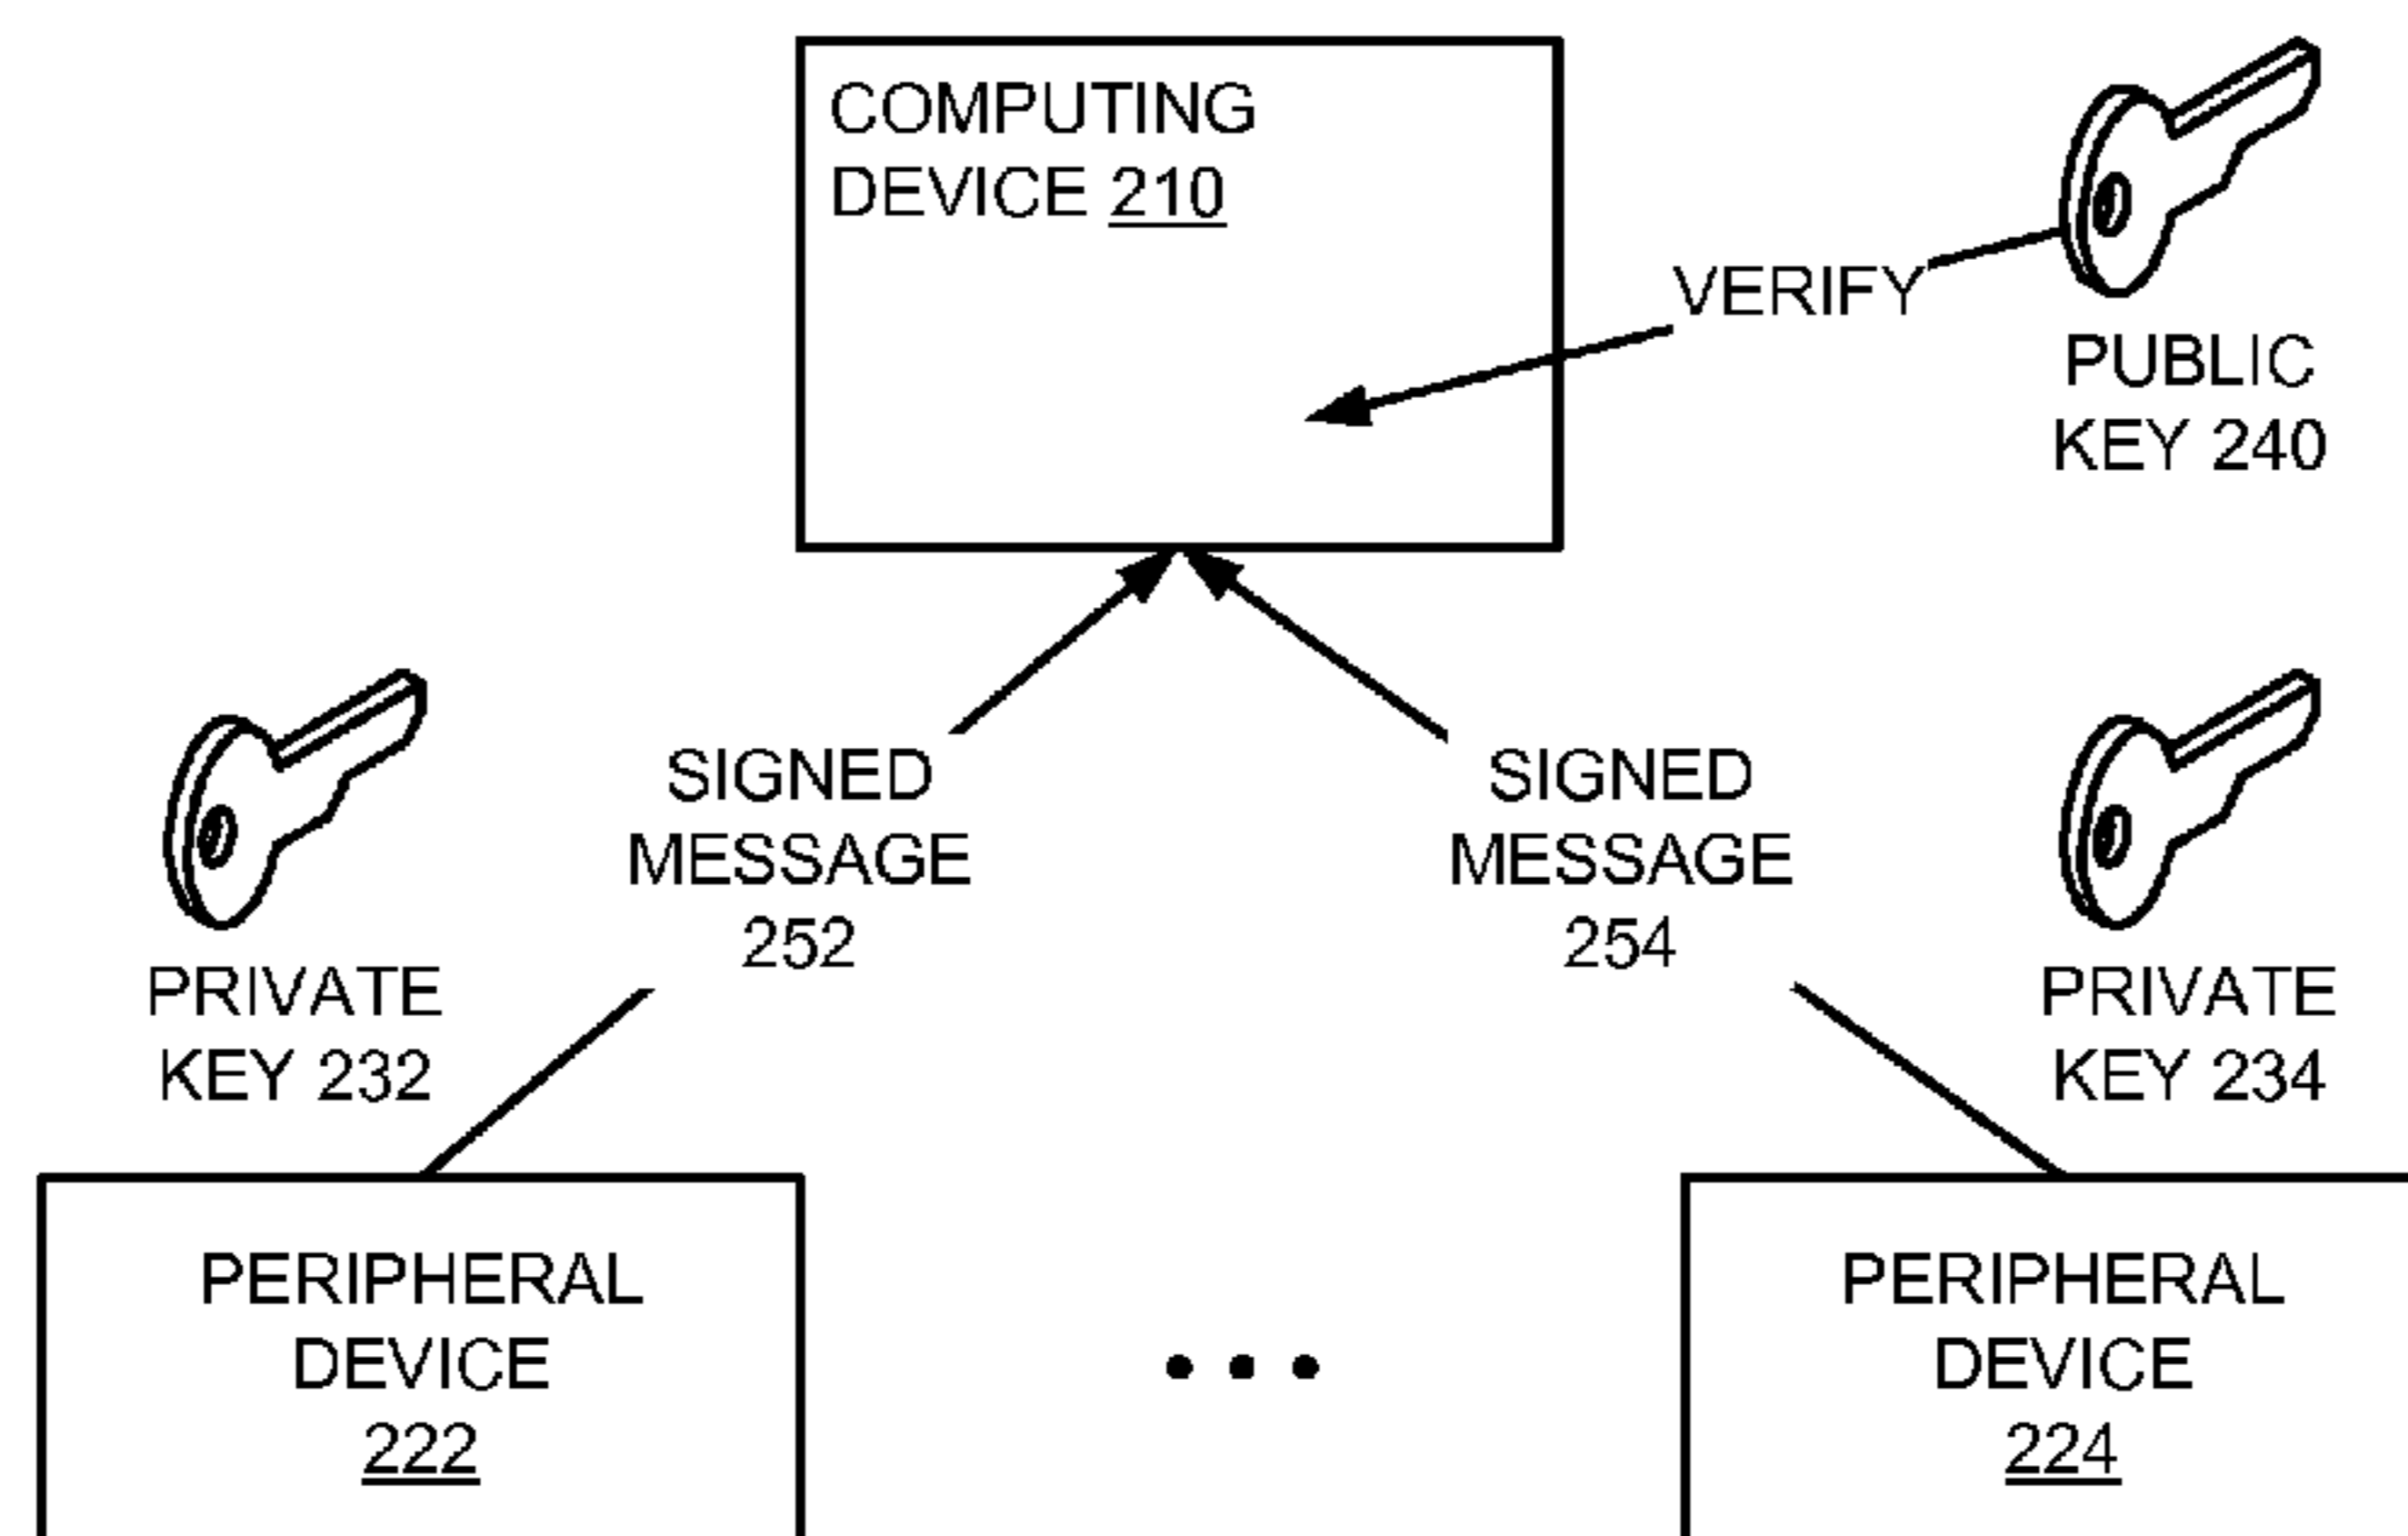 COMPUTING
DEVICE 210
VERIFY
PUBLIC
KEY 240
SIGNED
MESSAGE
252
SIGNED
MESSAGE
254
PRIVATE
KEY 232
PRIVATE
KEY 234
PERIPHERAL
DEVICE
222
PERIPHERAL
DEVICE
224